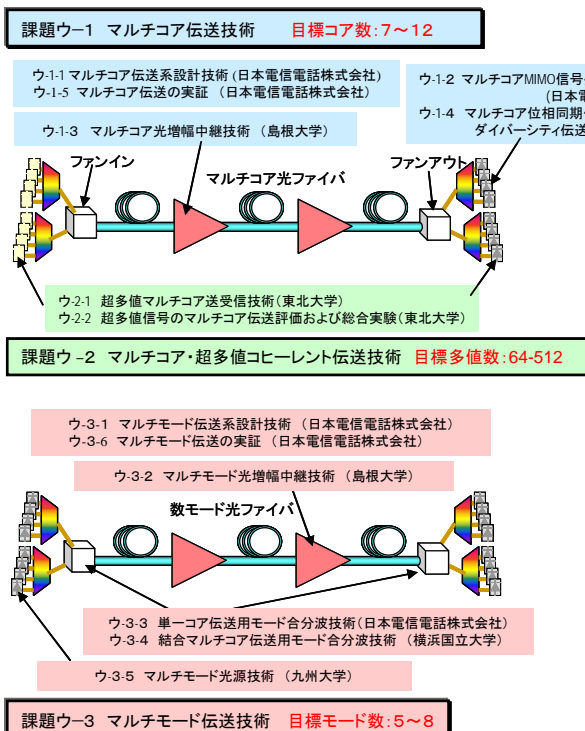 課題ウー1 マルチコア伝送技術 目標コア数:7～12
ウ-1-1 マルチコア伝送系設計技術 (日本電信電話株式会社)
ウ-1-5 マルチコア伝送の実証 (日本電信電話株式会社)
ウ-1-2 マルチコアMIMO信号
(日本電
ウ-1-4 マルチコア位相同期
ダイバーシティ伝送
ウ-1-3 マルチコア光増幅中継技術 (島根大学)
ファンイン
マルチコア光ファイバ
ファンアウト
ウ-2-1 超多値マルチコア送受信技術(東北大学)
ウ-2-2 超多値信号のマルチコア伝送評価および総合実験(東北大学)
課題ウ-2 マルチコア・超多値コヒーレント伝送技術 目標多値数:64-512
ウ-3-1 マルチモード伝送系設計技術 (日本電信電話株式会社)
ウ-3-6 マルチモード伝送の実証 (日本電信電話株式会社)
ウ-3-2 マルチモード光増幅中継技術 (島根大学)
数モード光ファイバ
ウ-3-3 単一コア伝送用モード合分波技術(日本電信電話株式会社)
ウ-3-4 結合マルチコア伝送用モード合分波技術 (横浜国立大学)
ウ-3-5 マルチモード光源技術 (九州大学)
課題ウー3 マルチモード伝送技術 目標モード数:5～8